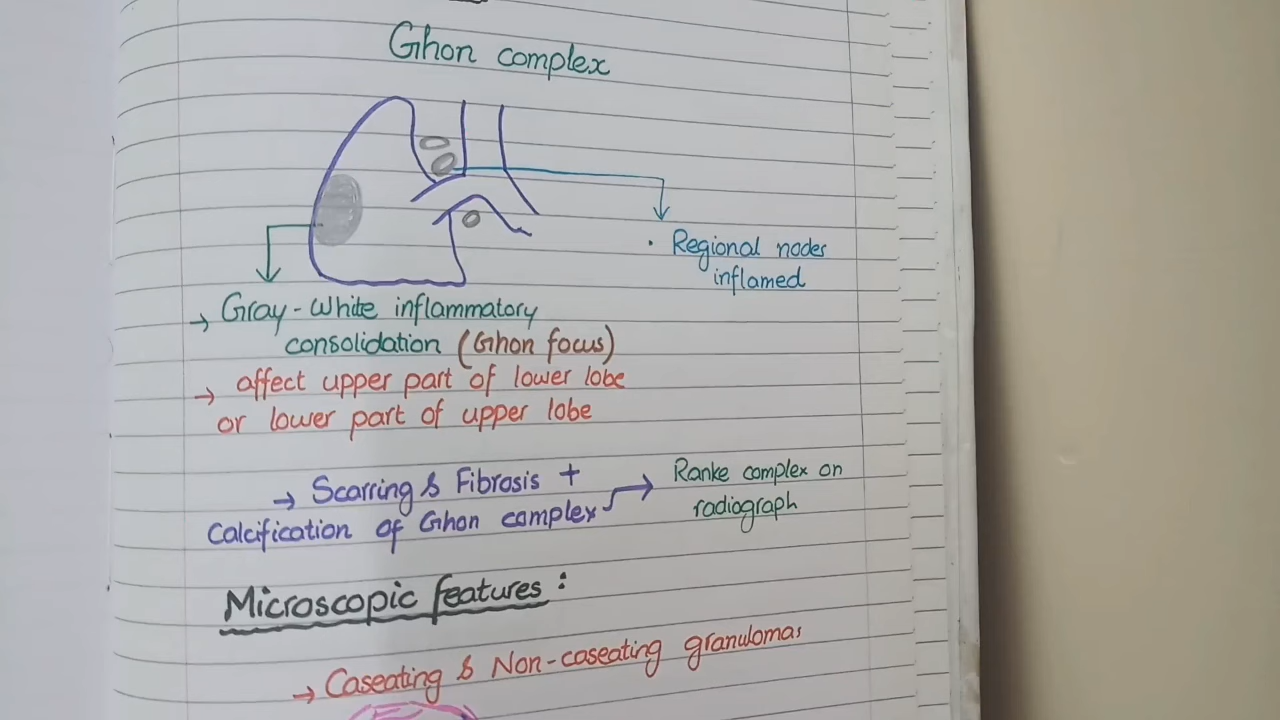 Ghon complex
· Regional nodes
inflamed
→ Gray-White inflammatory
consolidation (Ghon focus)
→ affect upper part of lower lobe
or lower part of upper lobe
→ Scarring & Fibrosis +
Calcification of Ghon complex
→ Ranke complex on
radiograph
Microscopic features:
→ Caseating & Non-caseating granulomas